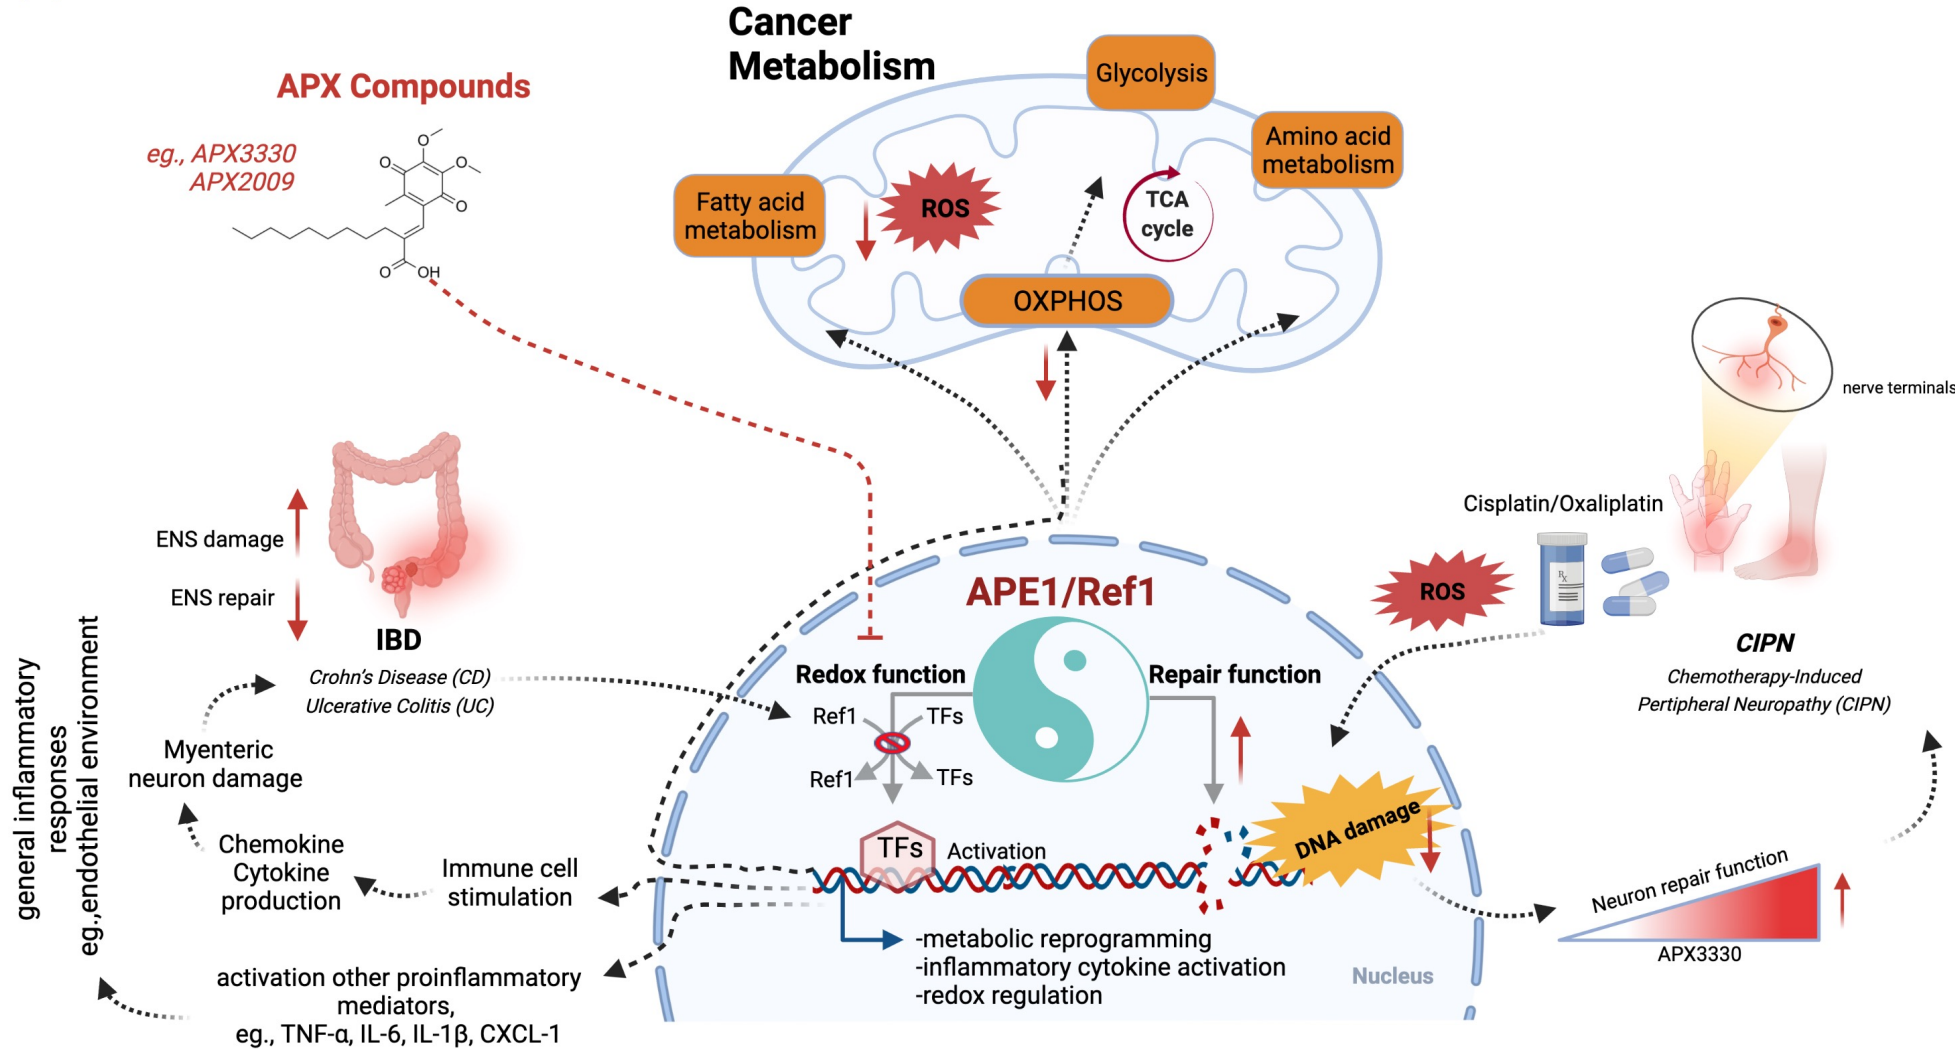 Cancer
Metabolism
APX Compounds
eg., APX3330
APX2009
O
O
O
O
O
OH
Glycolysis
Amino acid
metabolism
Fatty acid
metabolism
ROS
TCA
cycle
OXPHOS
nerve terminals
Cisplatin/Oxaliplatin
Rx
ROS
CIPN
Chemotherapy-Induced
Pertipheral Neuropathy (CIPN)
ENS damage
ENS repair
IBD
Crohn's Disease (CD)
Ulcerative Colitis (UC)
general inflammatory
responses
eg.,endothelial environment
Myenteric
neuron damage
Chemokine
Cytokine
production
Immune cell
stimulation
activation other proinflammatory
mediators,
eg., TNF-α, IL-6, IL-1β, CXCL-1
APE1/Ref1
Redox function
Repair function
Ref1
TFs
Ref1
TFs
TFs
Activation
DNA damage
-metabolic reprogramming
-inflammatory cytokine activation
-redox regulation
Nucleus
Neuron repair function
APX3330